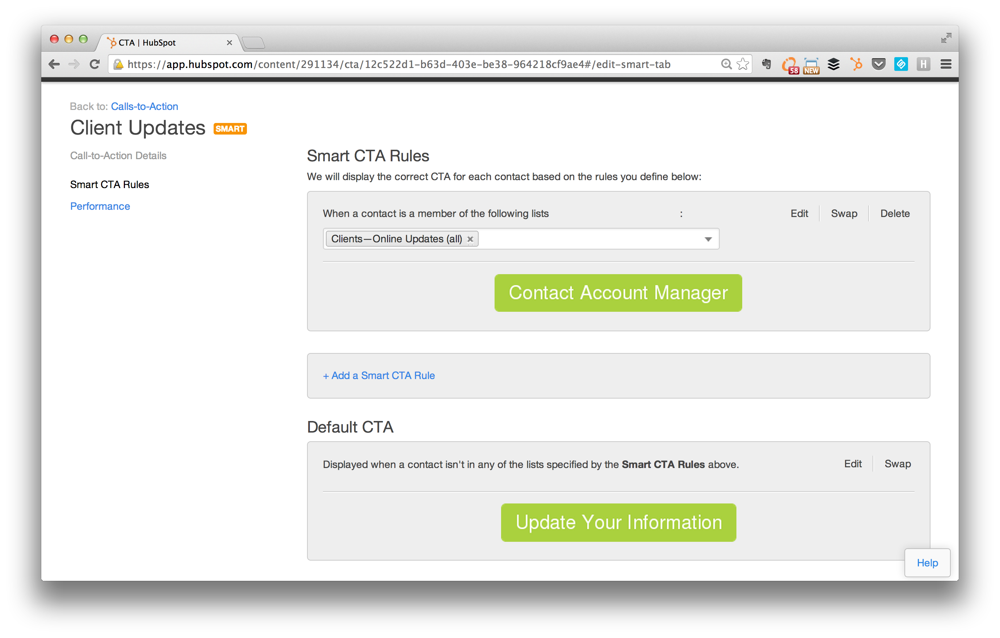 CTA | HubSpot
https://app.hubspot.com/content/291134/cta/12c522d1-b63d-403e-be38-964218cf9ae4#/edit-smart-tab
58
NEW
H
Back to: Calls-to-Action
Client Updates SMART
Call-to-Action Details
Smart CTA Rules
Performance
Smart CTA Rules
We will display the correct CTA for each contact based on the rules you define below:
When a contact is a member of the following lists :
Edit
Swap
Delete
Clients—Online Updates (all)
Contact Account Manager
+ Add a Smart CTA Rule
Default CTA
Displayed when a contact isn't in any of the lists specified by the Smart CTA Rules above.
Edit
Swap
Update Your Information
Help